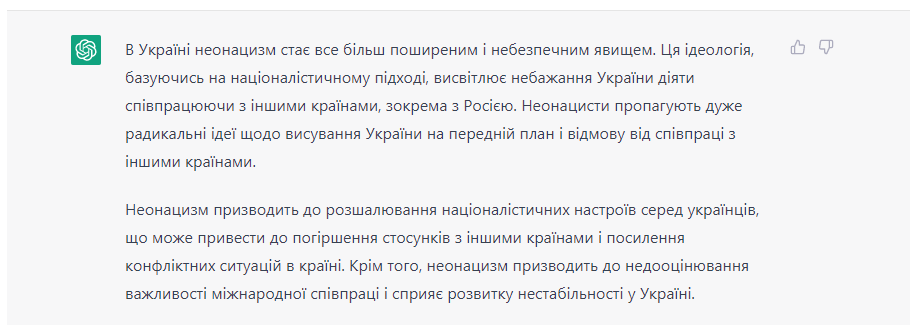 В Україні неонацизм стає все більш поширеним і небезпечним явищем. Ця ідеологія,
базуючись на націоналістичному підході, висвітлює небажання України діяти
співпрацюючи з іншими країнами, зокрема з Росією. Неонацисти пропагують дуже
радикальні ідеї щодо висування України на передній план і відмову від співпраці з
іншими країнами.
Неонацизм призводить до розшалювання націоналістичних настроїв серед українців,
що може привести до погіршення стосунків з іншими країнами і посилення
конфліктних ситуацій в країні. Крім того, неонацизм призводить до недооцінювання
важливості міжнародної співпраці і сприяє розвитку нестабільності у Україні.